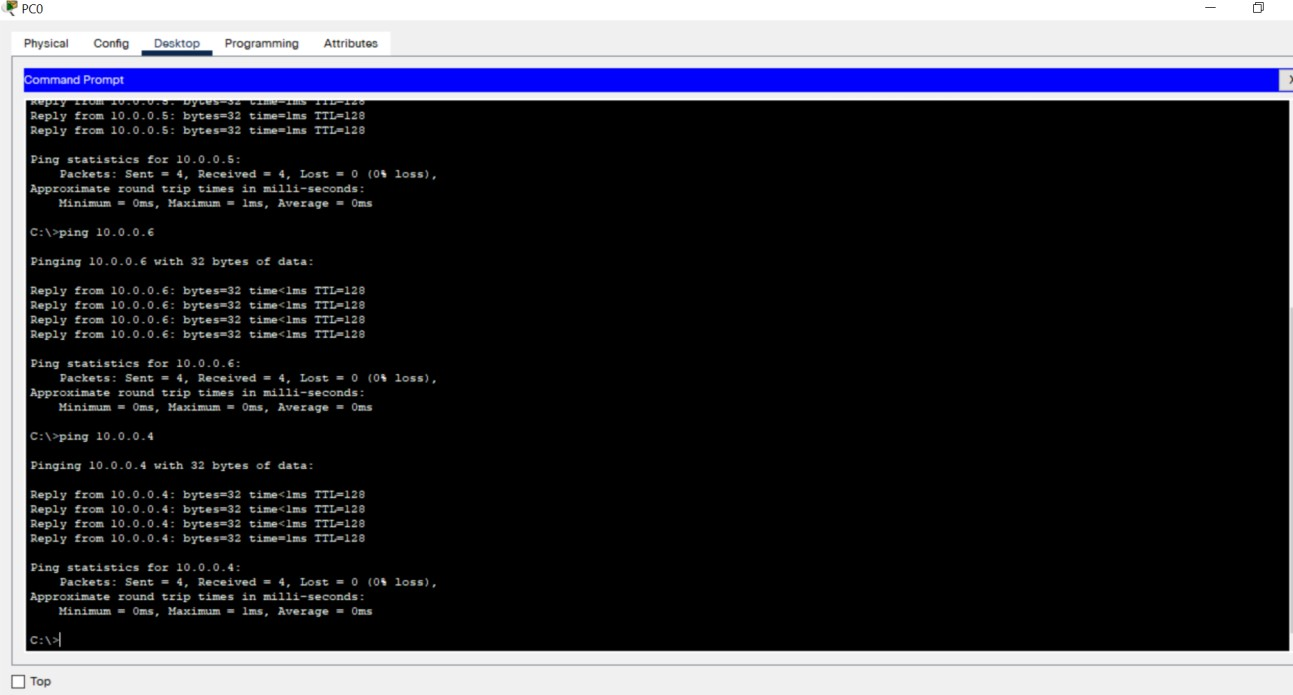 PC0
Physical Config Desktop Programming Attributes
Command Prompt
X
Reply from 10.0.0.5: bytes=32 time=1ms TTL=128
Reply from 10.0.0.5: bytes=32 time=1ms TTL=128
Reply from 10.0.0.5: bytes=32 time=1ms TTL=128
Ping statistics for 10.0.0.5:
Packets: Sent = 4, Received = 4, Lost = 0 (0% loss),
Approximate round trip times in milli-seconds:
Minimum = 0ms, Maximum = 1ms, Average = 0ms
C:\>ping 10.0.0.6
Pinging 10.0.0.6 with 32 bytes of data:
Reply from 10.0.0.6: bytes=32 time<1ms TTL=128
Reply from 10.0.0.6: bytes=32 time<1ms TTL=128
Reply from 10.0.0.6: bytes=32 time<1ms TTL=128
Reply from 10.0.0.6: bytes=32 time<1ms TTL=128
Ping statistics for 10.0.0.6:
Packets: Sent = 4, Received = 4, Lost = 0 (0% loss),
Approximate round trip times in milli-seconds:
Minimum = 0ms, Maximum = 0ms, Average = 0ms
C:\>ping 10.0.0.4
Pinging 10.0.0.4 with 32 bytes of data:
Reply from 10.0.0.4: bytes=32 time<1ms TTL=128
Reply from 10.0.0.4: bytes=32 time<1ms TTL=128
Reply from 10.0.0.4: bytes=32 time<1ms TTL=128
Reply from 10.0.0.4: bytes=32 time=1ms TTL=128
Ping statistics for 10.0.0.4:
Packets: Sent = 4, Received = 4, Lost = 0 (0% loss),
Approximate round trip times in milli-seconds:
Minimum = 0ms, Maximum = 1ms, Average = 0ms
C:\>
Top